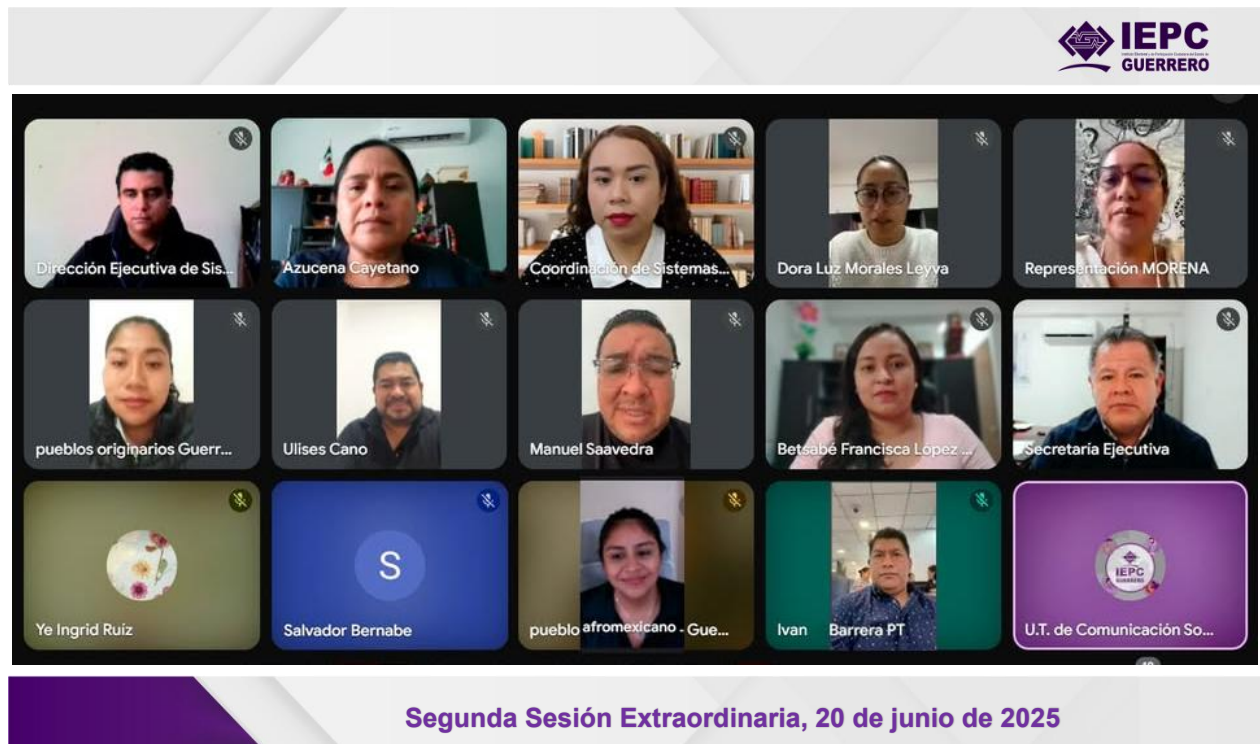 IEPC
GUERRERO
Dirección Ejecutiva de Sis...
Azucena Cayetano
Coordinación de Sistemas...
Dora Luz Morales Leyva
Representación MORENA
pueblos originarios Guerr...
Ulises Cano
Manuel Saavedra
Betsabé Francisca López ...
Secretaría Ejecutiva
Ye Ingrid Ruiz
S
Salvador Bernabe
pueblo afromexicano - Gue...
Ivan Barrera PT
IEPC
GUERRERO
U.T. de Comunicación So...
Segunda Sesión Extraordinaria, 20 de junio de 2025